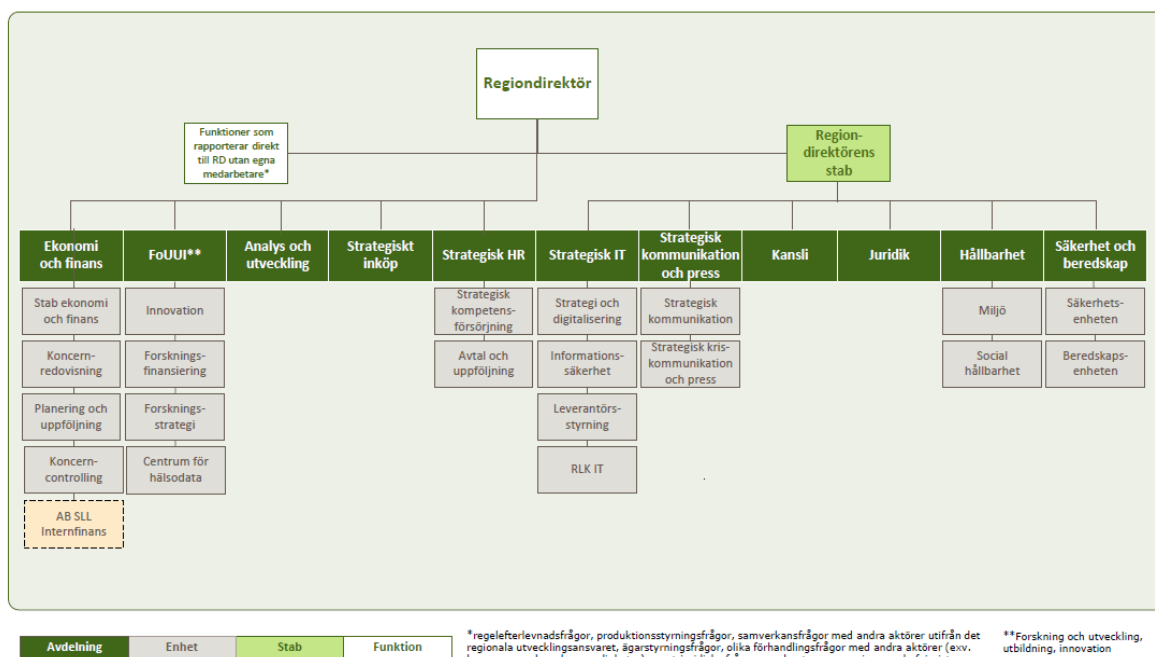 Regiondirektör
Funktioner som
rapporterar direkt
till RD utan egna
medarbetare*
Region-
direktörens
stab
Ekonomi
och finans
FoUUI**
Analys och
utveckling
Strategiskt
inköp
Strategisk HR
Strategisk IT
Strategisk
kommunikation
och press
Kansli
Juridik
Hållbarhet
Säkerhet och
beredskap
Stab ekonomi
och finans
Koncern-
redovisning
Planering och
uppföljning
Koncern-
controlling
AB SLL
Internfinans
Innovation
Forsknings-
finansiering
Forsknings-
strategi
Centrum för
hälsodata
Strategisk
kompetens-
försörjning
Avtal och
uppföljning
Strategi och
digitalisering
Informations-
säkerhet
Leverantörs-
styrning
RLK IT
Strategisk
kommunikation
Strategisk kris-
kommunikation
och press
Miljö
Social
hållbarhet
Säkerhets-
enheten
Beredskaps-
enheten
Avdelning
Enhet
Stab
Funktion
*regelefterlevnadsfrågor, produktionsstyrningsfrågor, samverkansfrågor med andra aktörer utifrån det
regionala utvecklingsansvaret, ägarstyrningsfrågor, olika förhandlingsfrågor med andra aktörer (exv.
**Forskning och utveckling,
utbildning, innovation